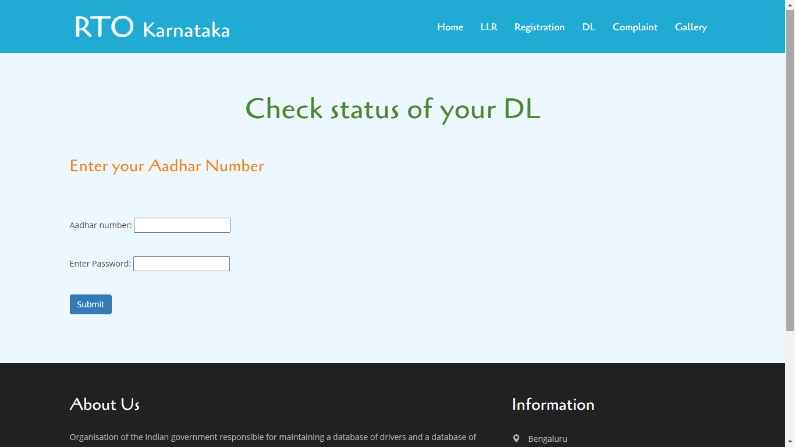 RTO Karnataka
Home LLR Registration DL Complaint Gallery
Check status of your DL
Enter your Aadhar Number
Aadhar number:
Enter Password:
Submit
About Us
Organisation of the Indian government responsible for maintaining a database of drivers and a database of
Information
Bengaluru